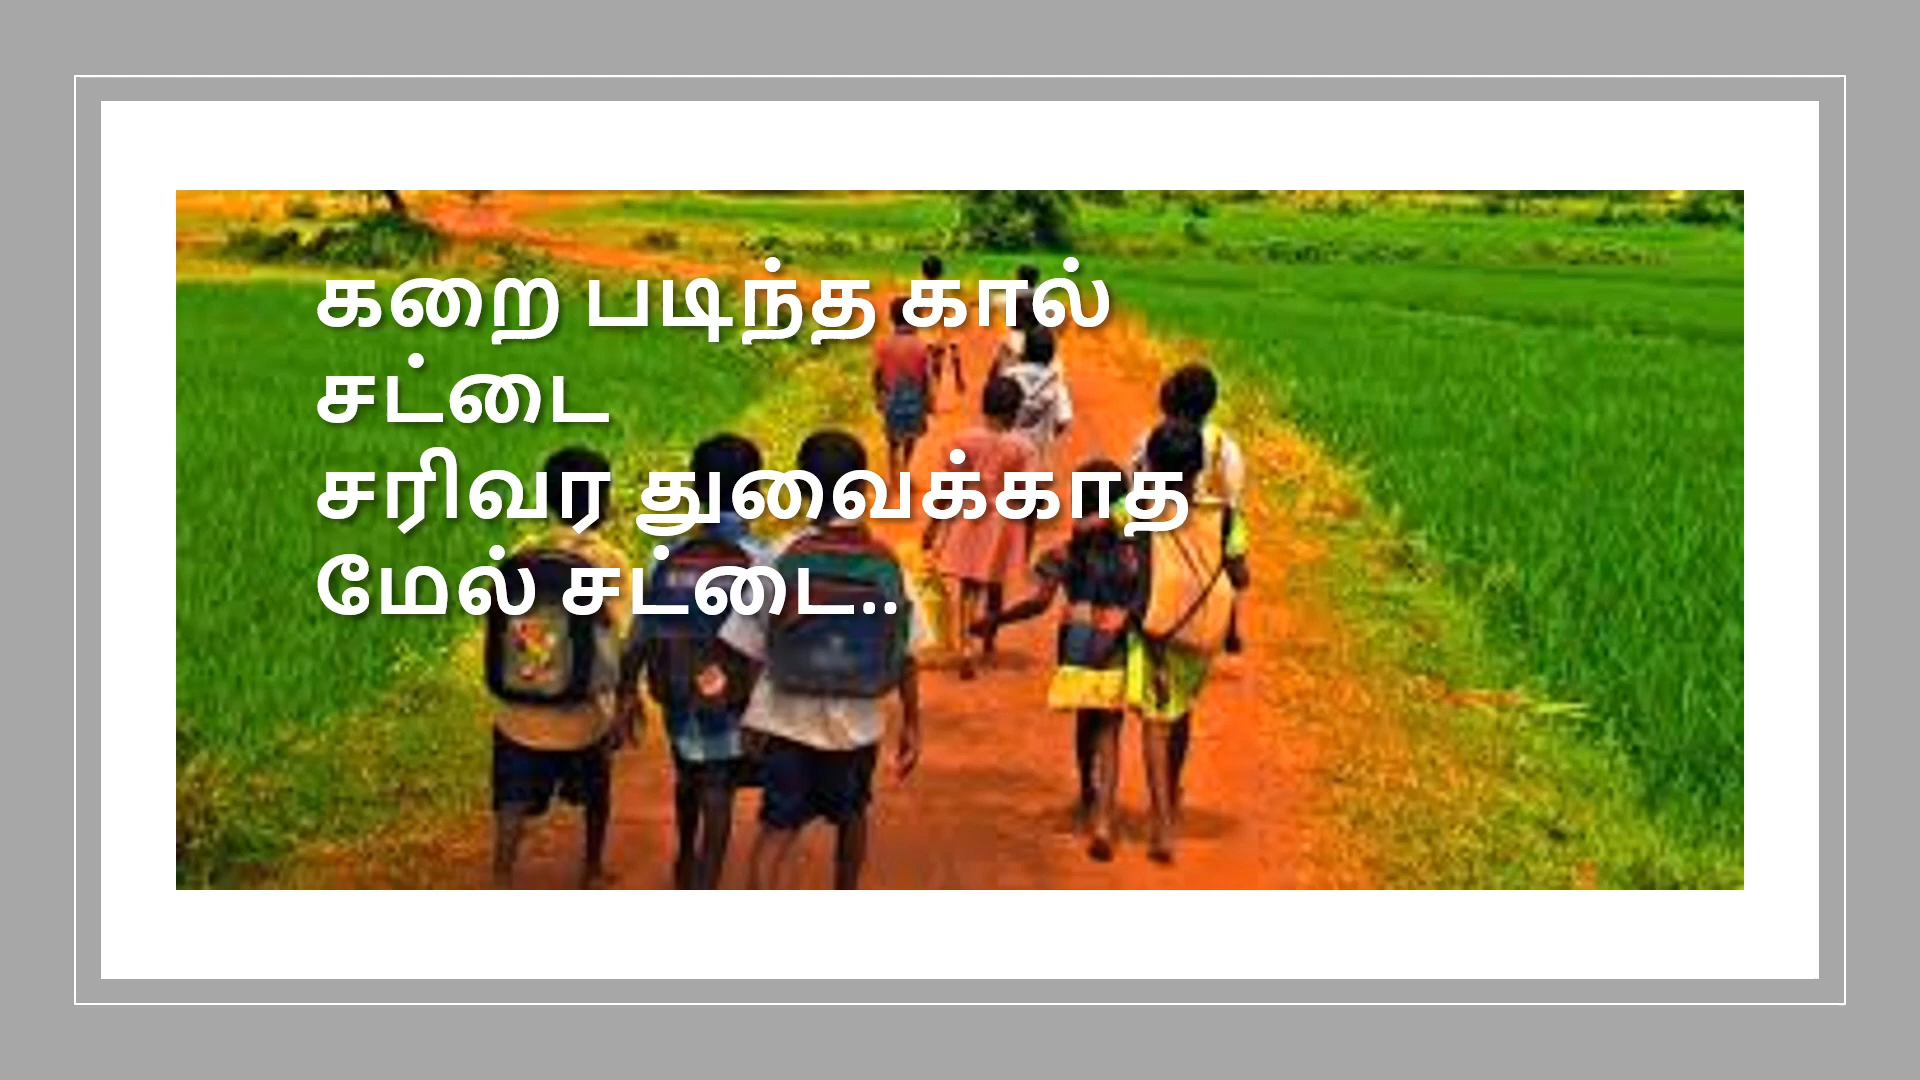 கறை படிந்த கால்
சட்டை
சரிவர துவைக்காத
மேல் சட்டை..